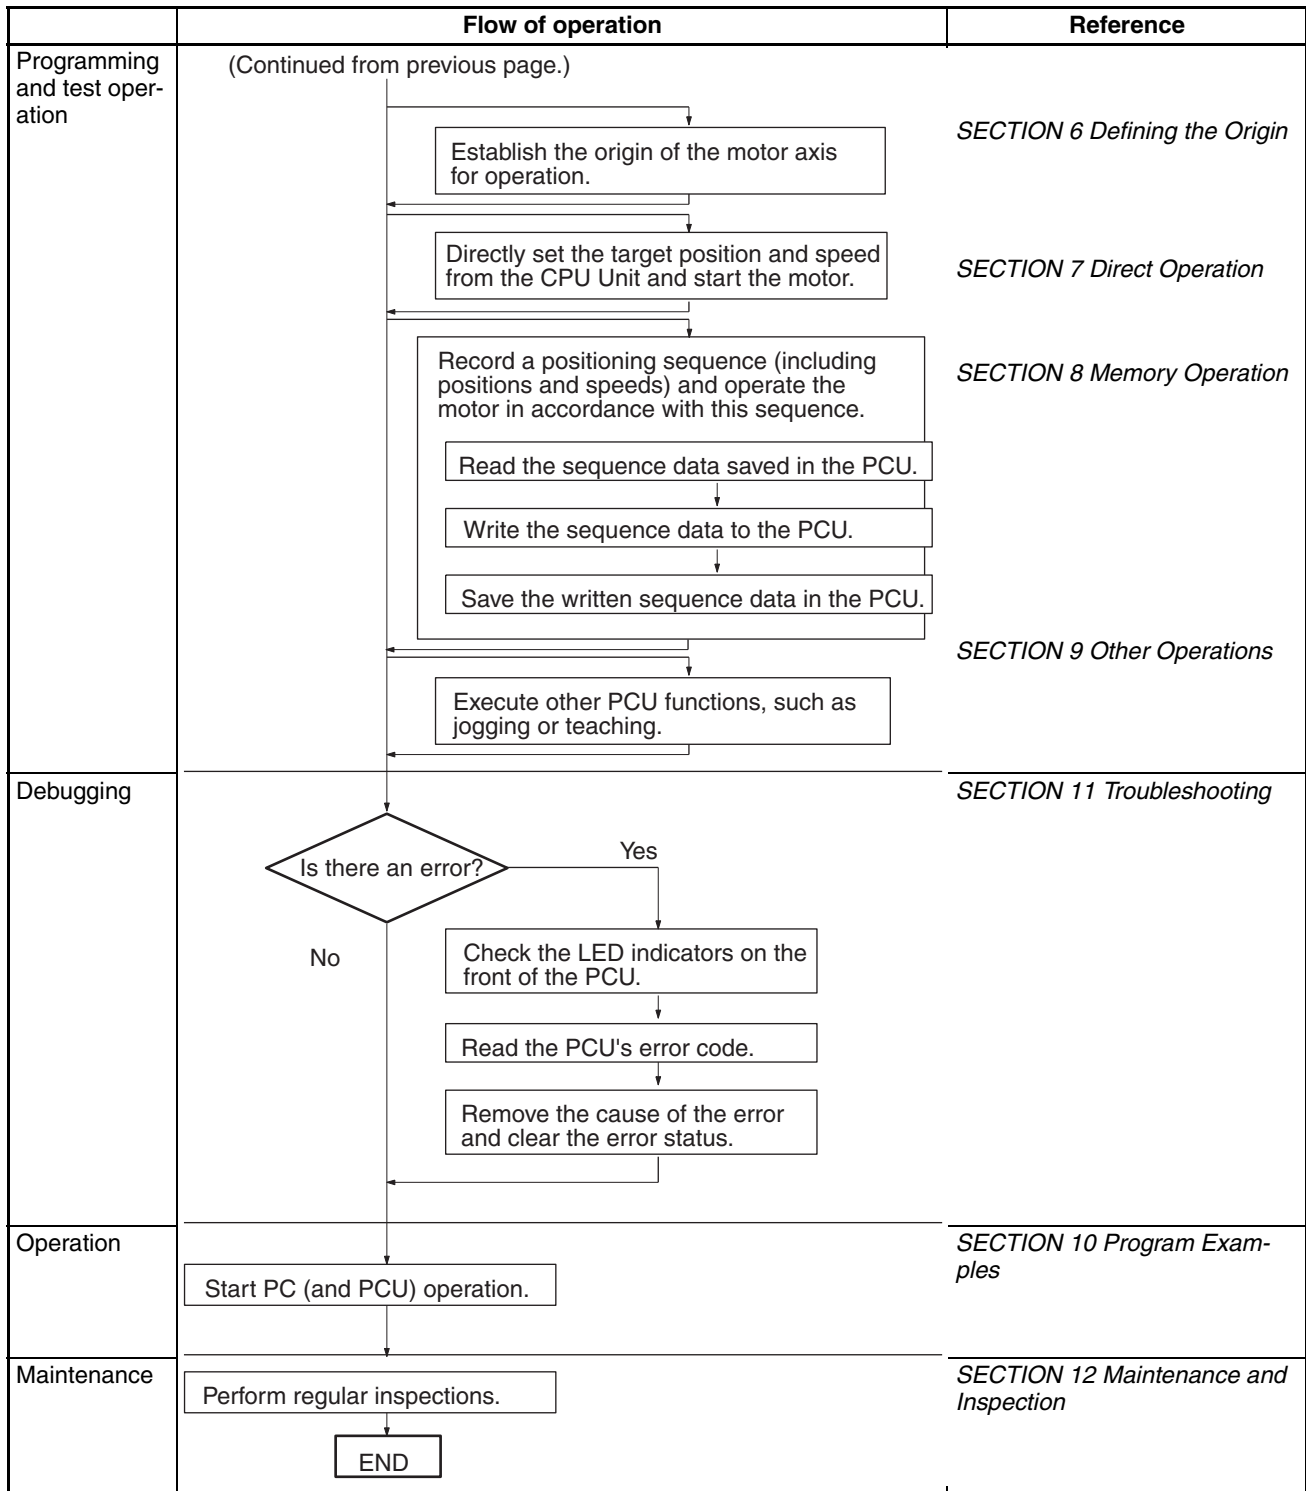 Flow of operation
Reference
Programming
and test oper-
ation
(Continued from previous page.)
Establish the origin of the motor axis
for operation.
SECTION 6 Defining the Origin
Directly set the target position and speed
from the CPU Unit and start the motor.
SECTION 7 Direct Operation
Record a positioning sequence (including
positions and speeds) and operate the
motor in accordance with this sequence.
SECTION 8 Memory Operation
Read the sequence data saved in the PCU.
Write the sequence data to the PCU.
Save the written sequence data in the PCU.
SECTION 9 Other Operations
Execute other PCU functions, such as
jogging or teaching.
Debugging
SECTION 11 Troubleshooting
Is there an error?
Yes
No
Check the LED indicators on the
front of the PCU.
Read the PCU's error code.
Remove the cause of the error
and clear the error status.
Operation
SECTION 10 Program Exam-
ples
Start PC (and PCU) operation.
Maintenance
SECTION 12 Maintenance and
Inspection
Perform regular inspections.
END